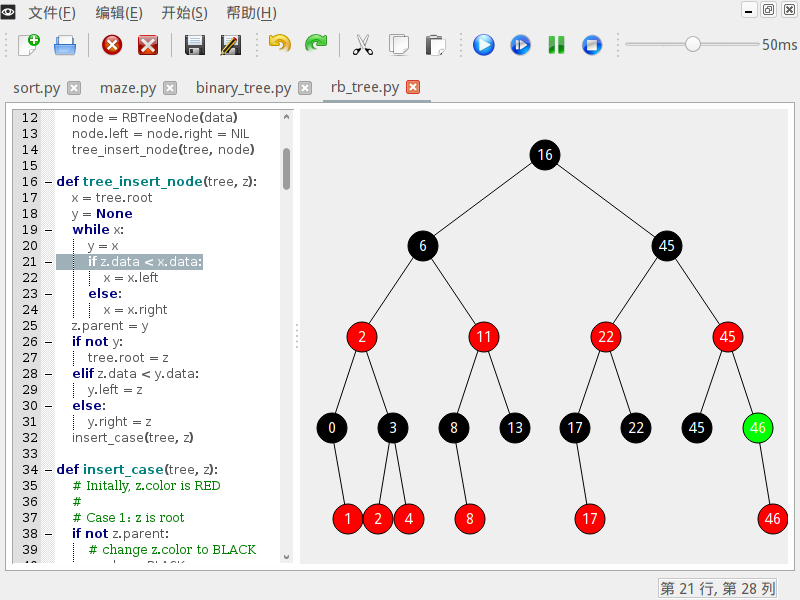 文件(F) 编辑(E) 开始(S) 帮助(H)
50ms
sort.py maze.py binary_tree.py rb_tree.py
12 node = RBTreeNode(data)
13 node.left = node.right = NIL
14 tree_insert_node(tree, node)
15
16 def tree_insert_node(tree, z):
17 x = tree.root
18 y = None
19 while x:
20 y = x
21 if z.data < x.data:
22 x = x.left
23 else:
24 x = x.right
25 z.parent = y
26 if not y:
27 tree.root = z
28 elif z.data < y.data:
29 y.left = z
30 else:
31 y.right = z
32 insert_case(tree, z)
33
34 def insert_case(tree, z):
35 # Initally, z.color is RED
36 #
37 # Case 1: z is root
38 if not z.parent:
39 # change z.color to BLACK
16
6 45
2 11 22 45
0 3 8 13 17 22 45 46
1 2 4 8 17 46
第 21 行, 第 28 列